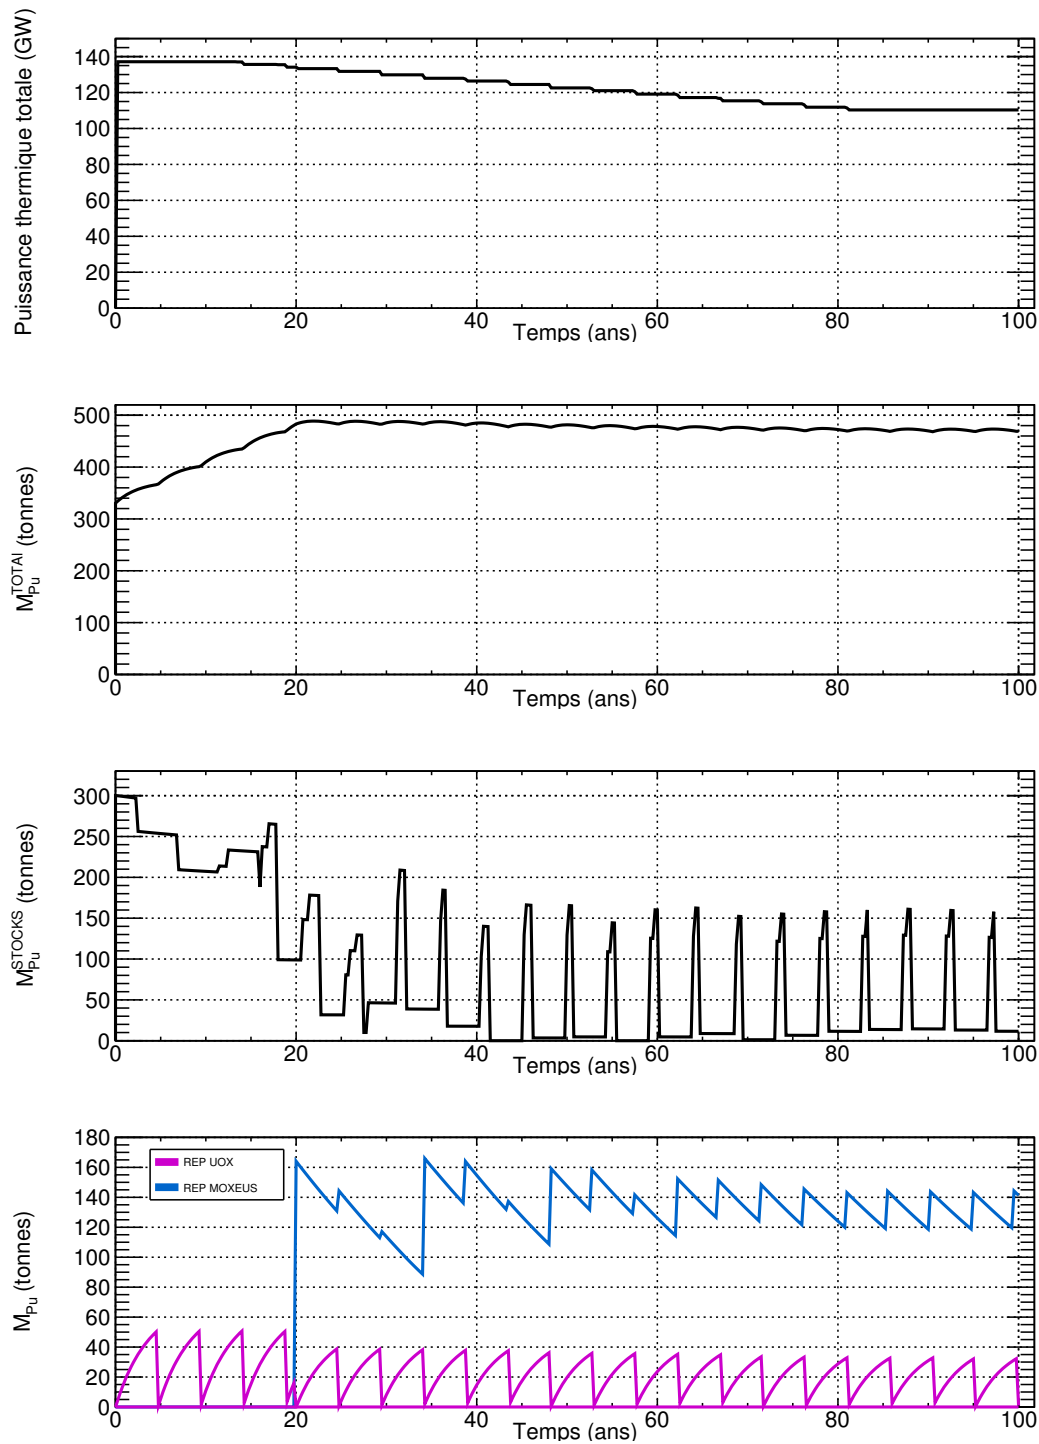 Puissance thermique totale (GW)
140
120
100
80
60
40
20
0
0 20 40 60 80 100
Temps (ans)
M_Pu^TOTAl (tonnes)
500
400
300
200
100
0
0 20 40 60 80 100
Temps (ans)
M_Pu^STOCKS (tonnes)
300
250
200
150
100
50
0
0 20 40 60 80 100
Temps (ans)
M_Pu (tonnes)
180
160
140
120
100
80
60
40
20
0
REP UOX
REP MOXEUS
0 20 40 60 80 100
Temps (ans)